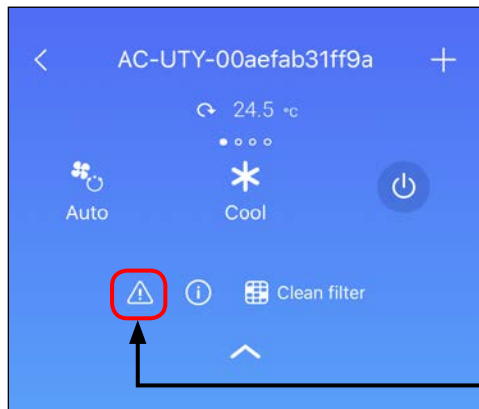 AC-UTY-00aefab31ff9a
24.5 °C
Auto
Cool
Clean filter